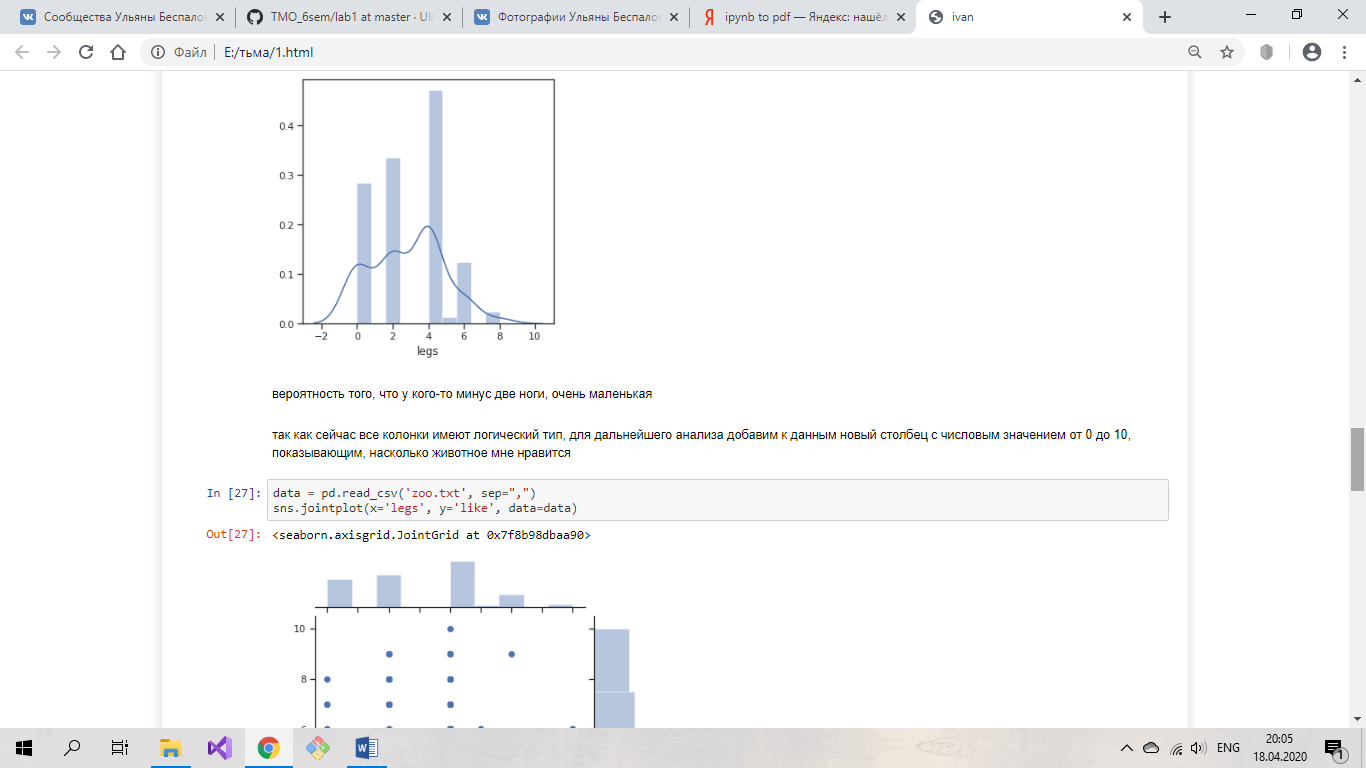 Сообщества Ульяны Беспало
TMO_6sem/lab1 at master · Uli
Фотографии Ульяны Беспало
ipynb to pdf — Яндекс: нашёл
ivan
Файл
E:/тьма/1.html
0.4
0.3
0.2
0.1
0.0
−2 0 2 4 6 8 10
legs
вероятность того, что у кого-то минус две ноги, очень маленькая
так как сейчас все колонки имеют логический тип, для дальнейшего анализа добавим к данным новый столбец с числовым значением от 0 до 10,
показывающим, насколько животное мне нравится
In [27]:
data = pd.read_csv('zoo.txt', sep=",")
sns.jointplot(x='legs', y='like', data=data)
Out[27]:
<seaborn.axisgrid.JointGrid at 0x7f8b98dbaa90>
10
8
ENG
20:05
18.04.2020
1